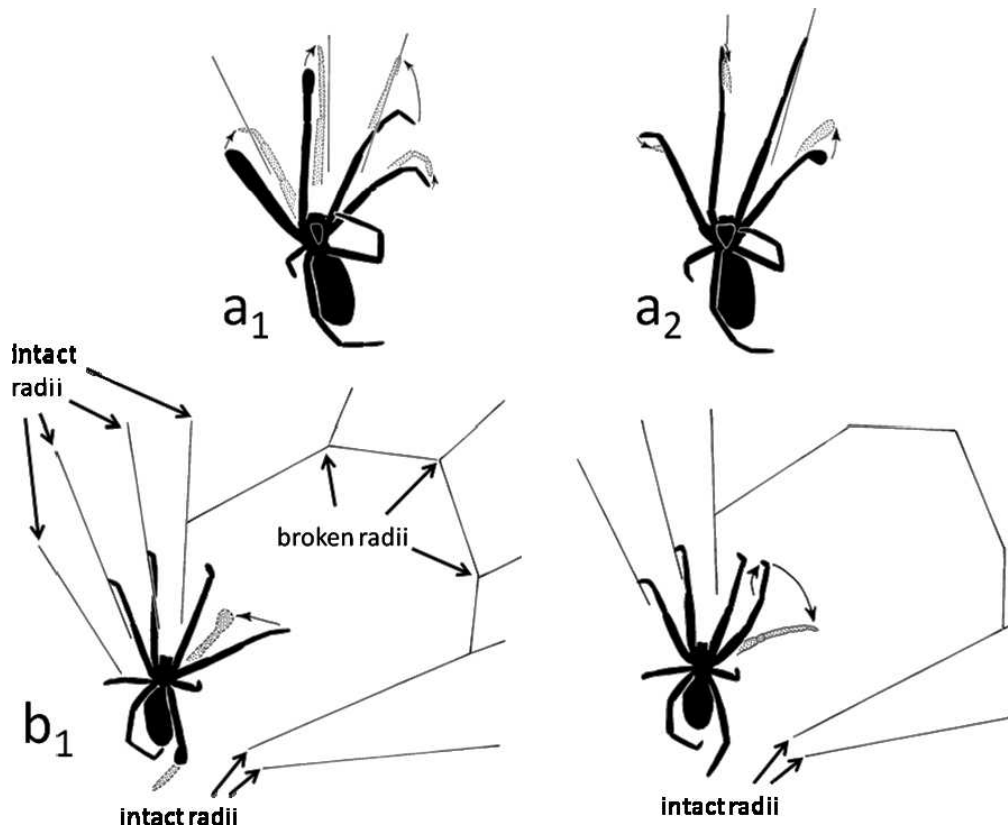 a1
a2
intact
radii
broken radii
b1
intact radii
intact radii